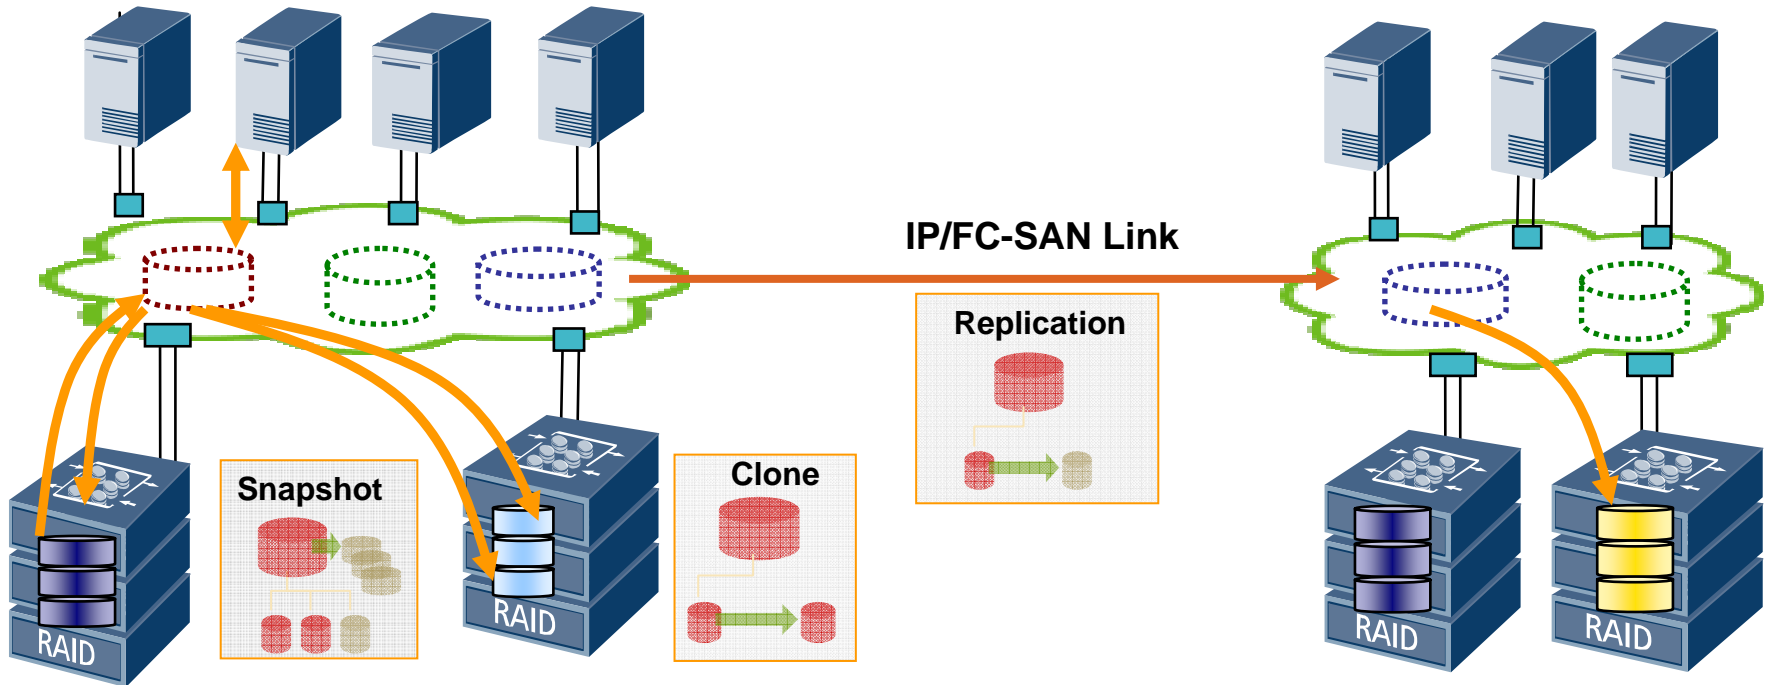 IP/FC-SAN Link
Replication
Snapshot
Clone
RAID
RAID
RAID
RAID